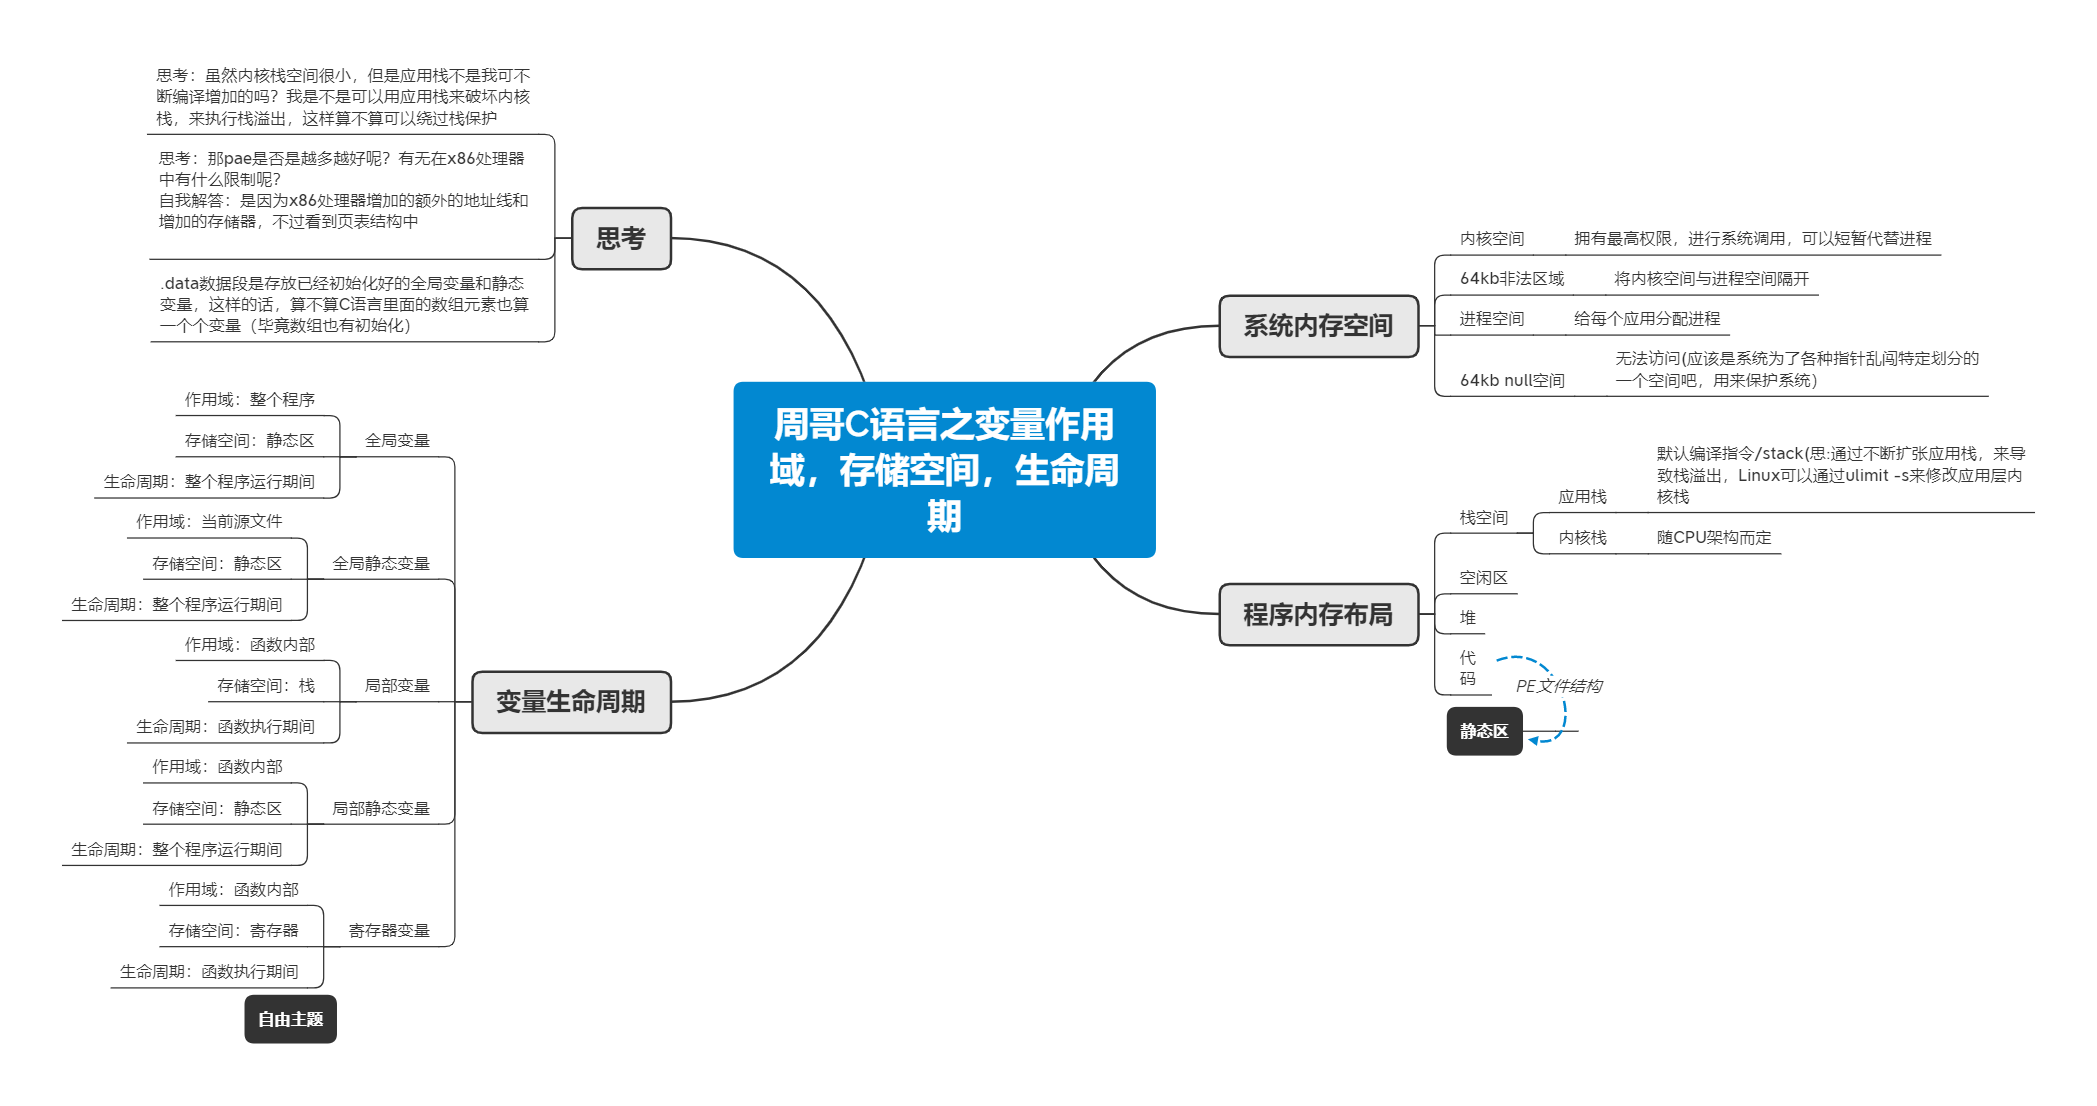 周哥C语言之变量作用
域，存储空间，生命周
期
思考
思考：虽然内核栈空间很小，但是应用栈不是我可不
断编译增加的吗？我是不是可以用应用栈来破坏内核
栈，来执行栈溢出，这样算不算可以绕过栈保护
思考：那pae是否是越多越好呢？有无在x86处理器
中有什么限制呢？
自我解答：是因为x86处理器增加的额外的地址线和
增加的存储器，不过看到页表结构中
.data数据段是存放已经初始化好的全局变量和静态
变量，这样的话，算不算C语言里面的数组元素也算
一个个变量（毕竟数组也有初始化）
变量生命周期
全局变量
作用域：整个程序
存储空间：静态区
生命周期：整个程序运行期间
全局静态变量
作用域：当前源文件
存储空间：静态区
生命周期：整个程序运行期间
局部变量
作用域：函数内部
存储空间：栈
生命周期：函数执行期间
局部静态变量
作用域：函数内部
存储空间：静态区
生命周期：整个程序运行期间
寄存器变量
作用域：函数内部
存储空间：寄存器
生命周期：函数执行期间
自由主题
系统内存空间
内核空间
拥有最高权限，进行系统调用，可以短暂代替进程
64kb非法区域
将内核空间与进程空间隔开
进程空间
给每个应用分配进程
64kb null空间
无法访问(应该是系统为了各种指针乱闯特定划分的
一个空间吧，用来保护系统）
程序内存布局
栈空间
应用栈
默认编译指令/stack(思:通过不断扩张应用栈，来导
致栈溢出，Linux可以通过ulimit -s来修改应用层内
核栈
内核栈
随CPU架构而定
空闲区
堆
代
码
PE文件结构
静态区